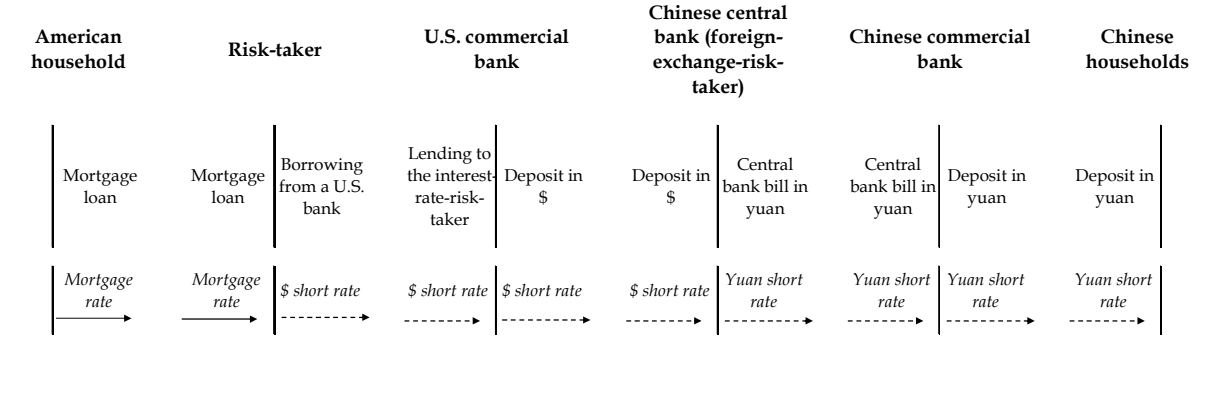 American
household
Risk-taker
U.S. commercial
bank
Chinese central
bank (foreign-
exchange-risk-
taker)
Chinese commercial
bank
Chinese
households
Mortgage
loan
Mortgage
loan
Borrowing
from a U.S.
bank
Lending to
the interest-
rate-risk-
taker
Deposit in
$
Deposit in
$
Central
bank bill in
yuan
Central
bank bill in
yuan
Deposit in
yuan
Deposit in
yuan
Mortgage
rate
Mortgage
rate
$ short rate
$ short rate
$ short rate
$ short rate
Yuan short
rate
Yuan short
rate
Yuan short
rate
Yuan short
rate